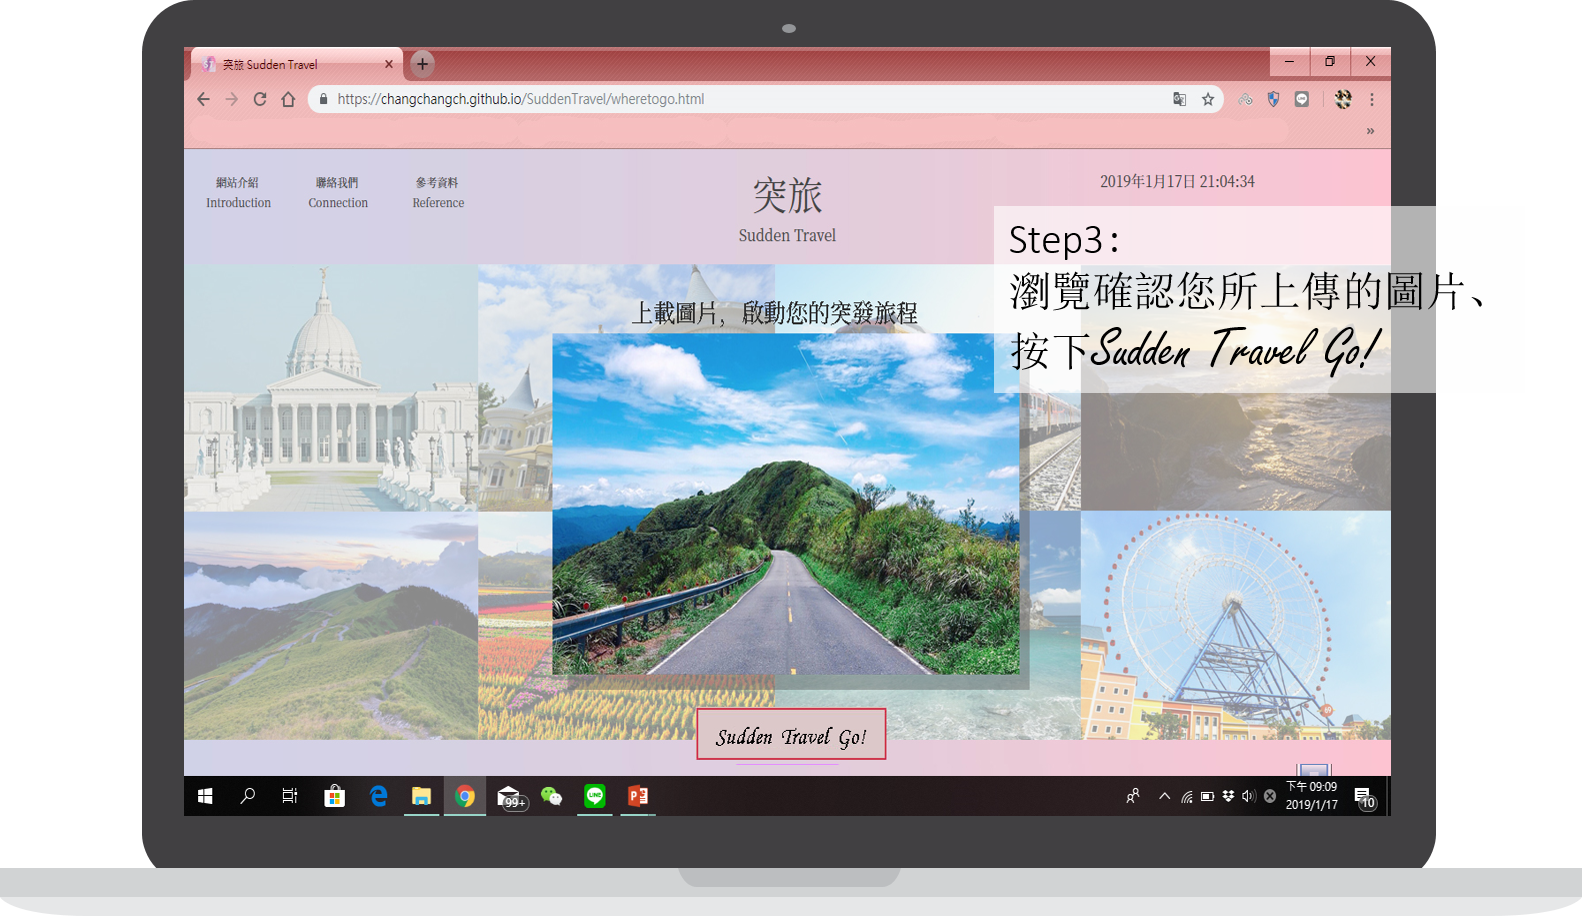 突旅 Sudden Travel
https://changchangch.github.io/SuddenTravel/wheretogo.html
網站介紹
Introduction
聯絡我們
Connection
參考資料
Reference
突旅
Sudden Travel
2019年1月17日 21:04:34
Step3:
瀏覽確認您所上傳的圖片、
按下Sudden Travel Go!
上載圖片，啟動您的突發旅程
Sudden Travel Go!
99+
下午 09:09
2019/1/17
10